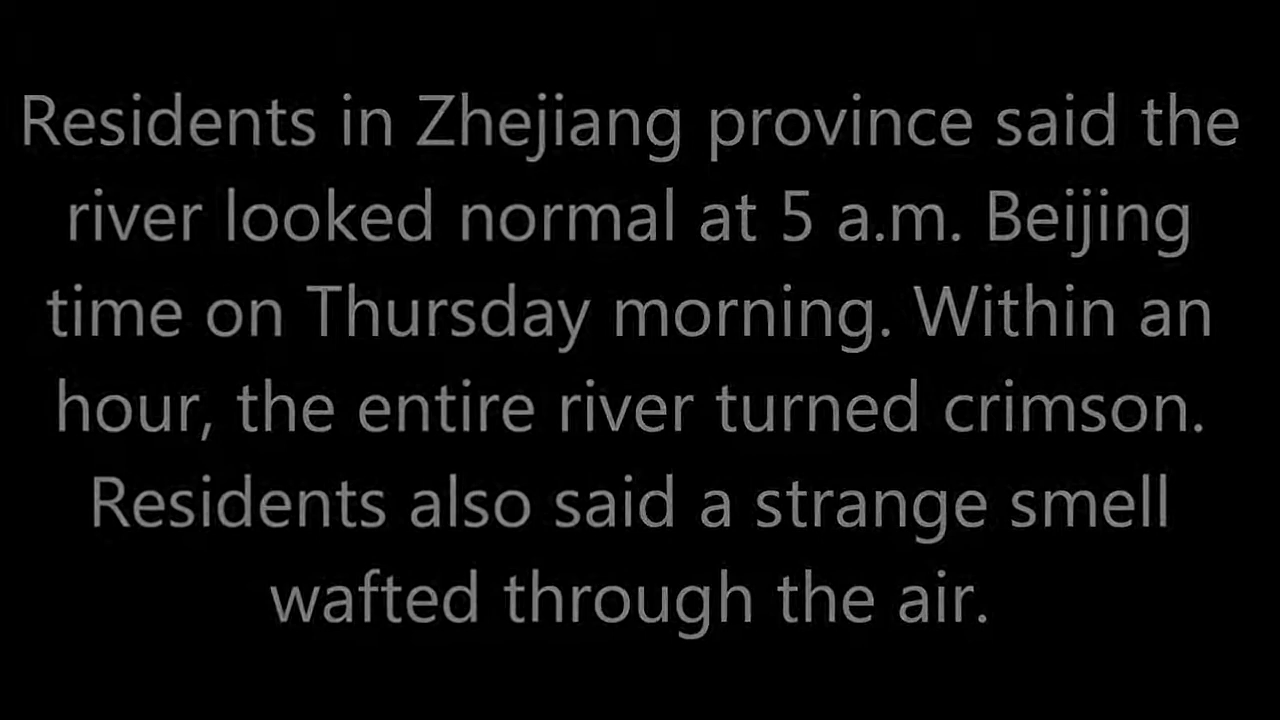 Residents in Zhejiang province said the
river looked normal at 5 a.m. Beijing
time on Thursday morning. Within an
hour, the entire river turned crimson.
Residents also said a strange smell
wafted through the air.